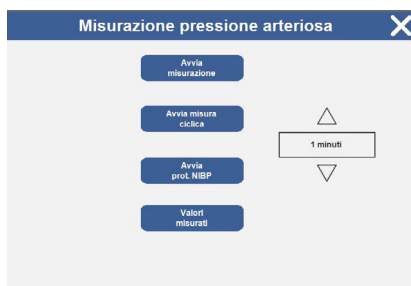 Misurazione pressione arteriosa
Avvia
misurazione
Avvia misura
ciclica
1 minuti
Avvia
prot. NIBP
Valori
misurati